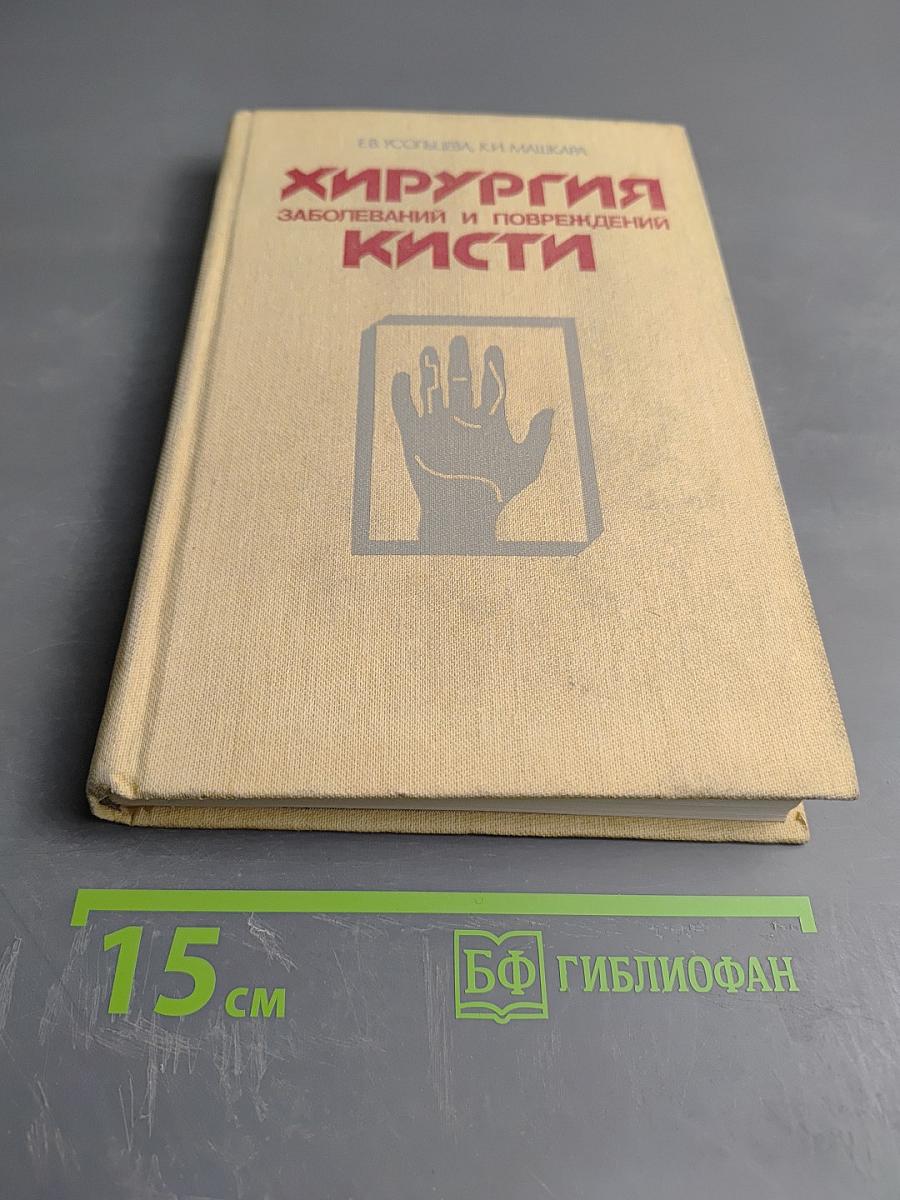 Е.В. УСОЛЬЦЕВА, К.И. МАШКАРА
ХИРУРГИЯ
ЗАБОЛЕВАНИЙ И ПОВРЕЖДЕНИЙ
КИСТИ
15 см
БФ ГИБЛИОФАН